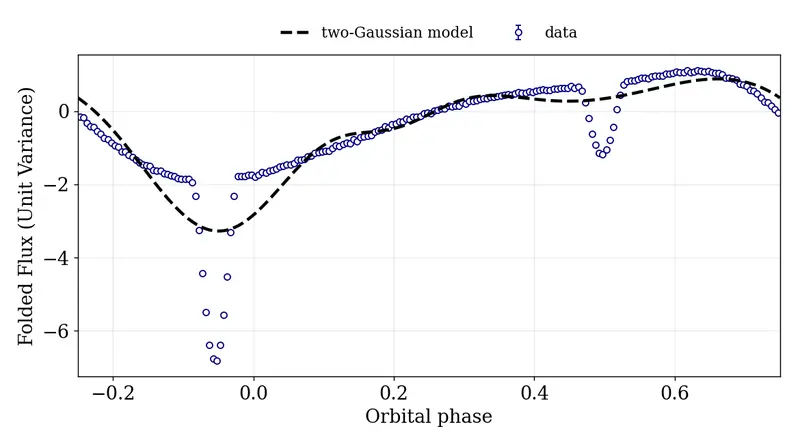 two-Gaussian model
data
Folded Flux (Unit Variance)
0
−2
−4
−6
−0.2
0.0
0.2
0.4
0.6
Orbital phase